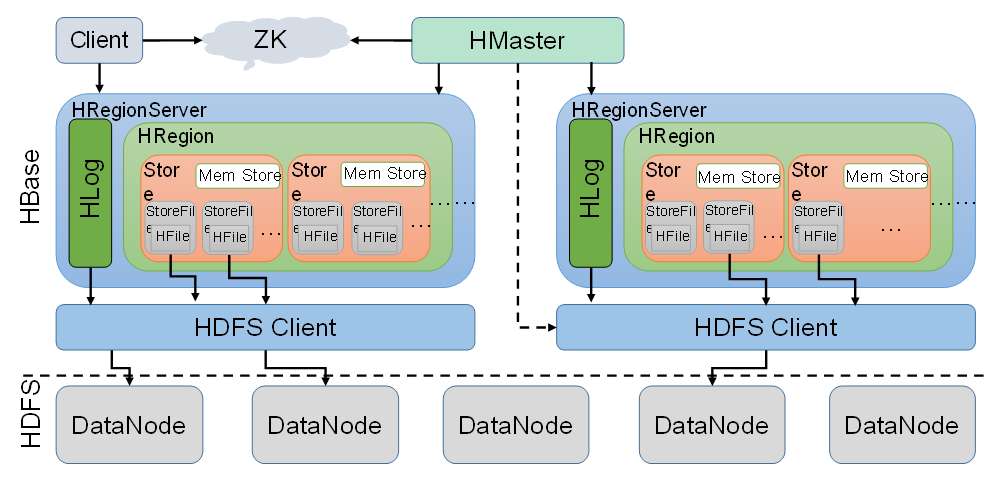 Client
ZK
HMaster
HBase
HRegionServer
HLog
HRegion
Stor
e
Mem Store
StoreFil
e
HFile
StoreFil
e
HFile
...
Stor
e
Mem Store
StoreFil
e
HFile
StoreFil
e
HFile
...
... ...
HRegionServer
HLog
HRegion
Stor
e
Mem Store
StoreFil
e
HFile
StoreFil
e
HFile
...
Stor
e
Mem Store
StoreFil
e
HFile
...
... ...
HDFS Client
HDFS Client
HDFS
DataNode
DataNode
DataNode
DataNode
DataNode